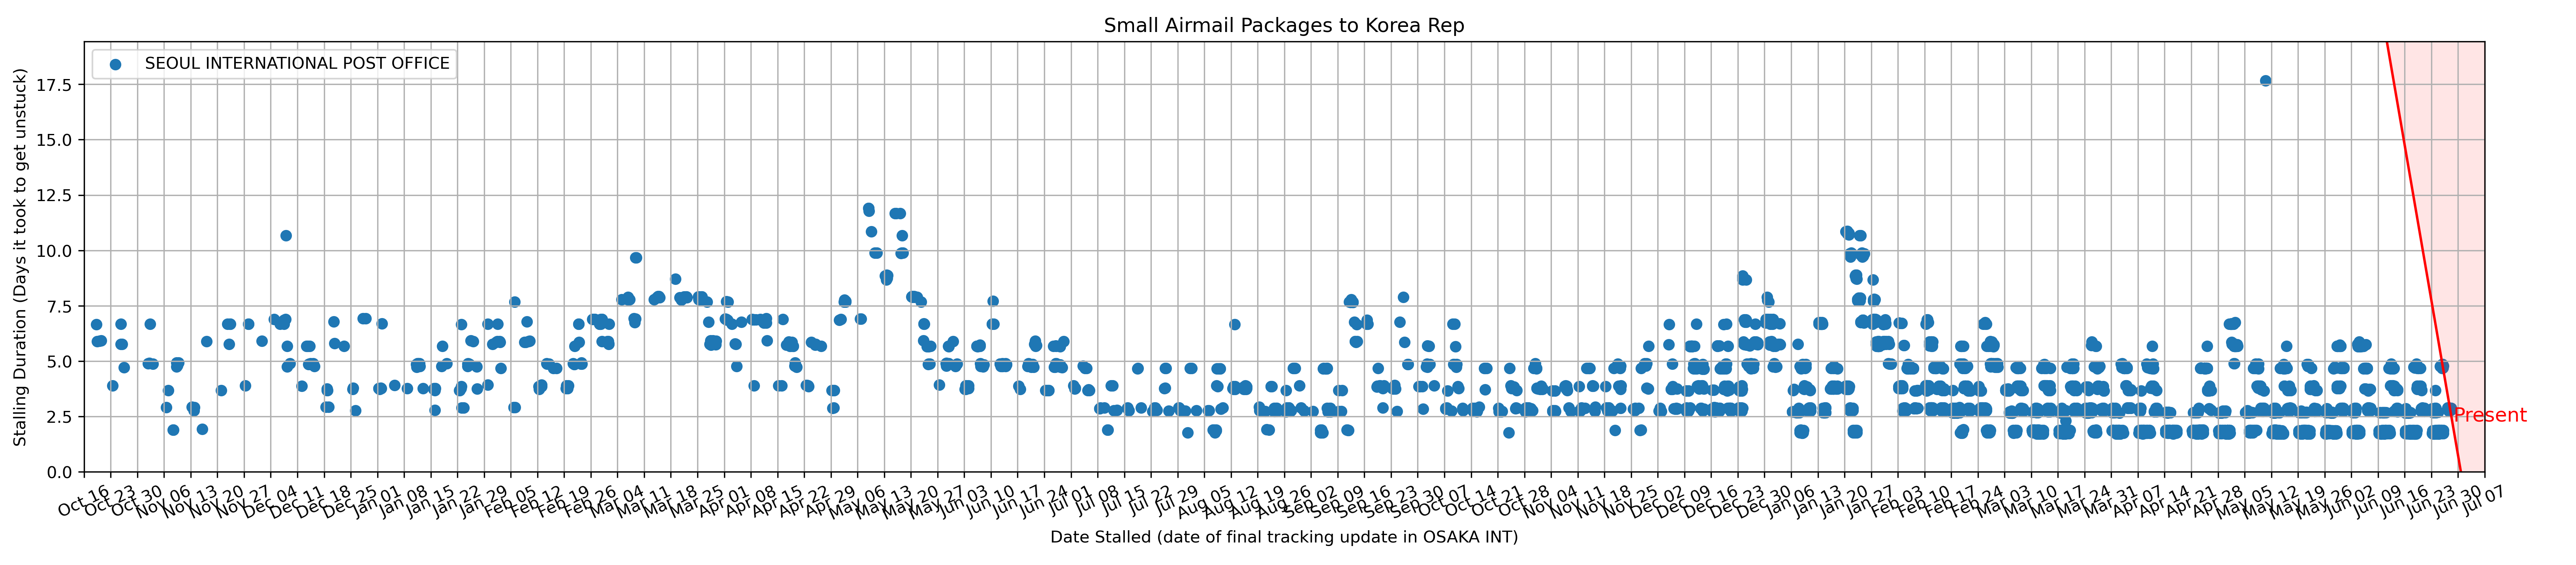 Small Airmail Packages to Korea Rep
SEOUL INTERNATIONAL POST OFFICE
Stalling Duration (Days it took to get unstuck)
17.5
15.0
12.5
10.0
7.5
5.0
2.5
0.0
Present
Oct 16
Oct 23
Oct 30
Nov 06
Nov 13
Nov 20
Nov 27
Dec 04
Dec 11
Dec 18
Dec 25
Jan 01
Jan 08
Jan 15
Jan 22
Jan 29
Feb 05
Feb 12
Feb 19
Feb 26
Mar 04
Mar 11
Mar 18
Mar 25
Apr 01
Apr 08
Apr 15
Apr 22
Apr 29
May 06
May 13
May 20
May 27
Jun 03
Jun 10
Jun 17
Jun 24
Jul 01
Jul 08
Jul 15
Jul 22
Jul 29
Aug 05
Aug 12
Aug 19
Aug 26
Sep 02
Sep 09
Sep 16
Sep 23
Sep 30
Oct 07
Oct 14
Oct 21
Oct 28
Nov 04
Nov 11
Nov 18
Nov 25
Dec 02
Dec 09
Dec 16
Dec 23
Dec 30
Jan 06
Jan 13
Jan 20
Jan 27
Feb 03
Feb 10
Feb 17
Feb 24
Mar 03
Mar 10
Mar 17
Mar 24
Mar 31
Apr 07
Apr 14
Apr 21
Apr 28
May 05
May 12
May 19
May 26
Jun 02
Jun 09
Jun 16
Jun 23
Jun 30
Jul 07
Date Stalled (date of final tracking update in OSAKA INT)